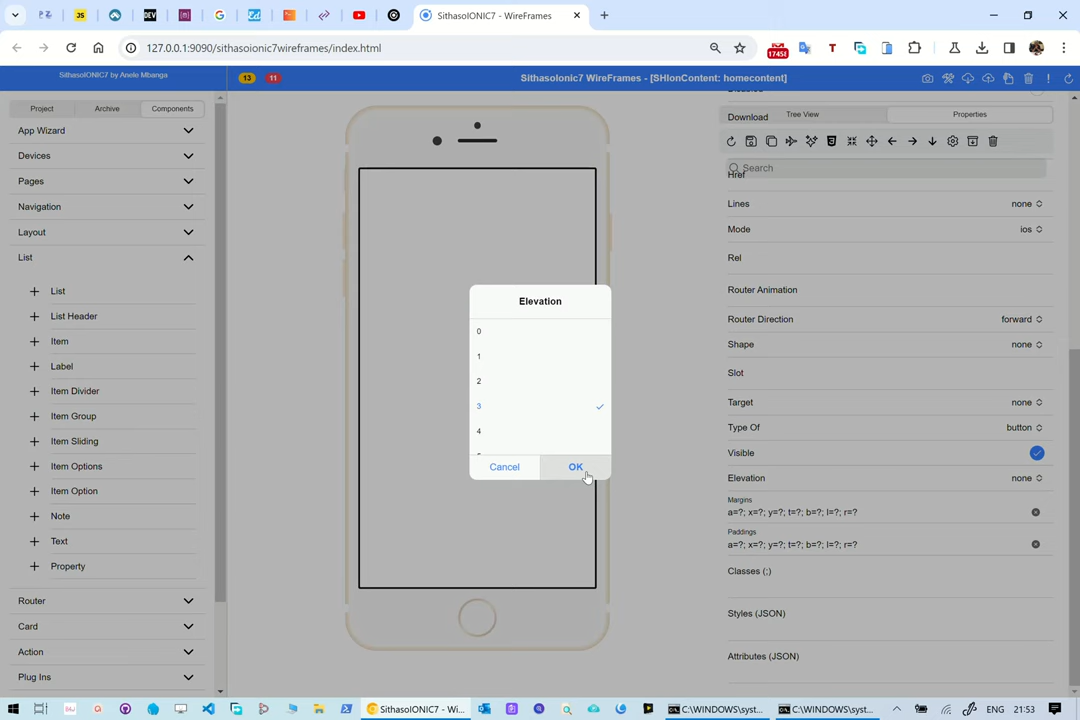 SithasoIONIC7 - WireFrames
127.0.0.1:9090/sithasoionic7wireframes/index.html
17458
SithasoIONIC7 by Anele Mbanga
13
11
SithasoIonic7 WireFrames - [SHIonContent: homecontent]
Project
Archive
Components
App Wizard
Devices
Pages
Navigation
Layout
List
List
List Header
Item
Label
Item Divider
Item Group
Item Sliding
Item Options
Item Option
Note
Text
Property
Router
Card
Action
Plug Ins
Elevation
0
1
2
3
4
Cancel
OK
Download
Tree View
Properties
Search
Href
Lines
none
Mode
ios
Rel
Router Animation
Router Direction
forward
Shape
none
Slot
Target
none
Type Of
button
Visible
Elevation
none
Margins
a=?; x=?; y=?; t=?; b=?; l=?; r=?
Paddings
a=?; x=?; y=?; t=?; b=?; l=?; r=?
Classes (;)
Styles (JSON)
Attributes (JSON)
SithasoIONIC7 - Wi...
C:\WINDOWS\syst...
C:\WINDOWS\syst...
ENG
21:53